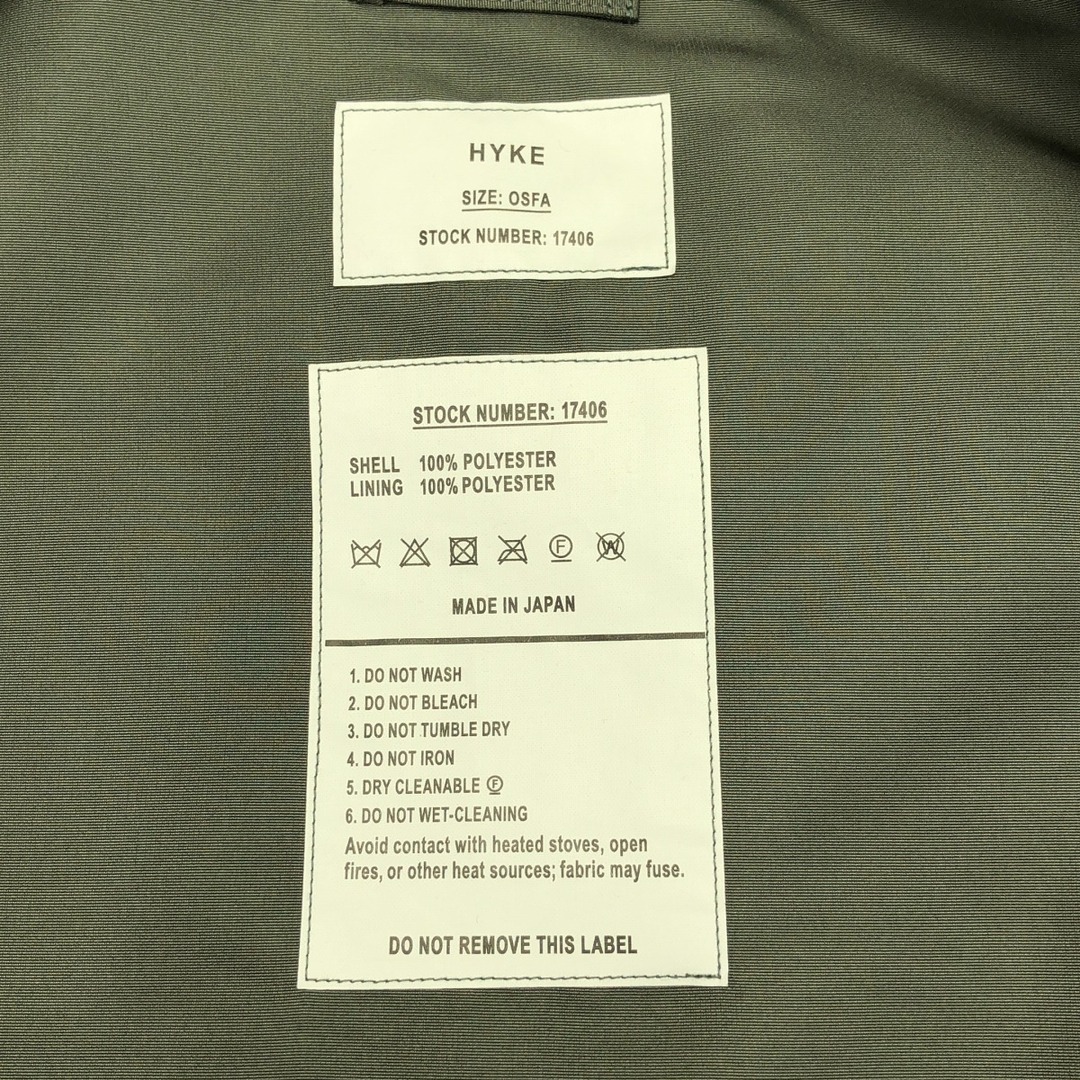 HYKE
SIZE: OSFA
STOCK NUMBER: 17406
STOCK NUMBER: 17406
SHELL 100% POLYESTER
LINING 100% POLYESTER
F W
MADE IN JAPAN
1. DO NOT WASH
2. DO NOT BLEACH
3. DO NOT TUMBLE DRY
4. DO NOT IRON
5. DRY CLEANABLE Ⓕ
6. DO NOT WET-CLEANING
Avoid contact with heated stoves, open
fires, or other heat sources; fabric may fuse.
DO NOT REMOVE THIS LABEL